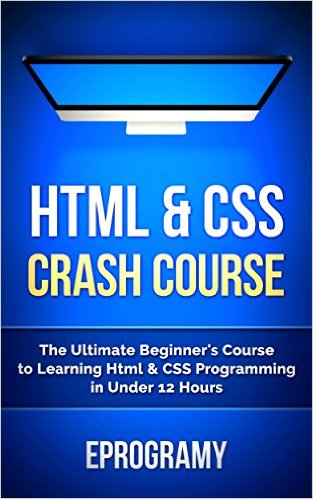 HTML & CSS
CRASH COURSE
The Ultimate Beginner's Course
to Learning Html & CSS Programming
in Under 12 Hours
EPROGRAMY